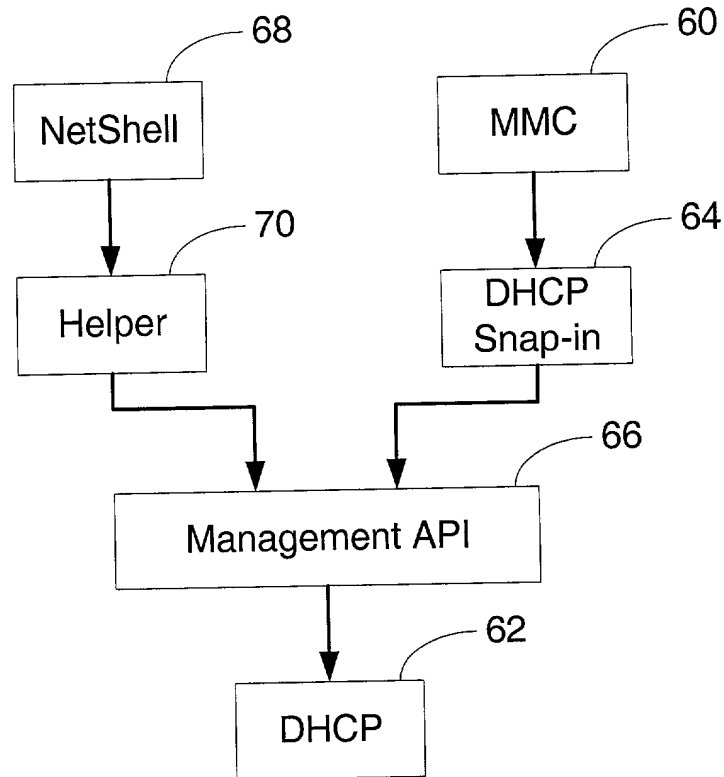 68
60
NetShell
MMC
70
64
Helper
DHCP
Snap-in
66
Management API
62
DHCP